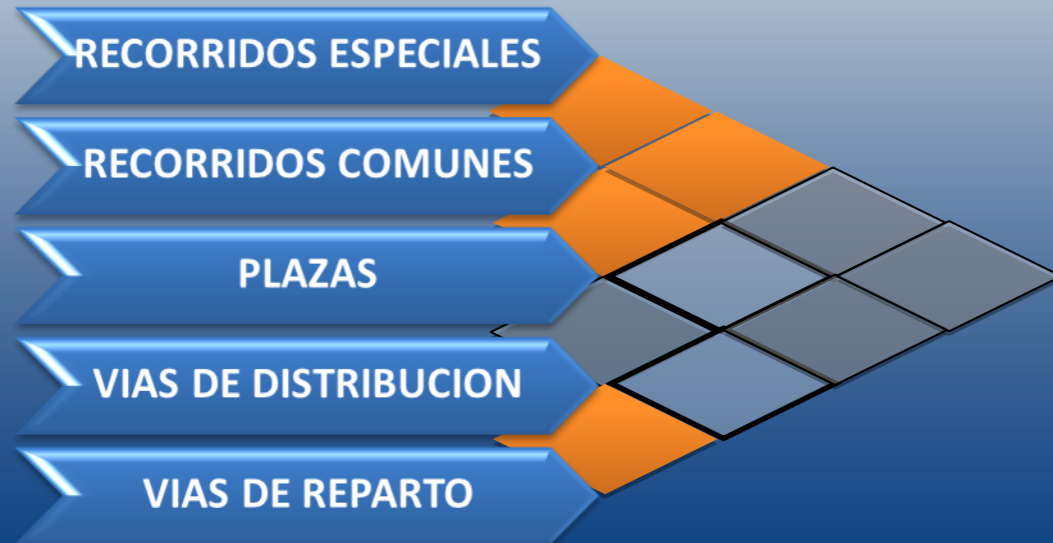 RECORRIDOS ESPECIALES
RECORRIDOS COMUNES
PLAZAS
VIAS DE DISTRIBUCION
VIAS DE REPARTO